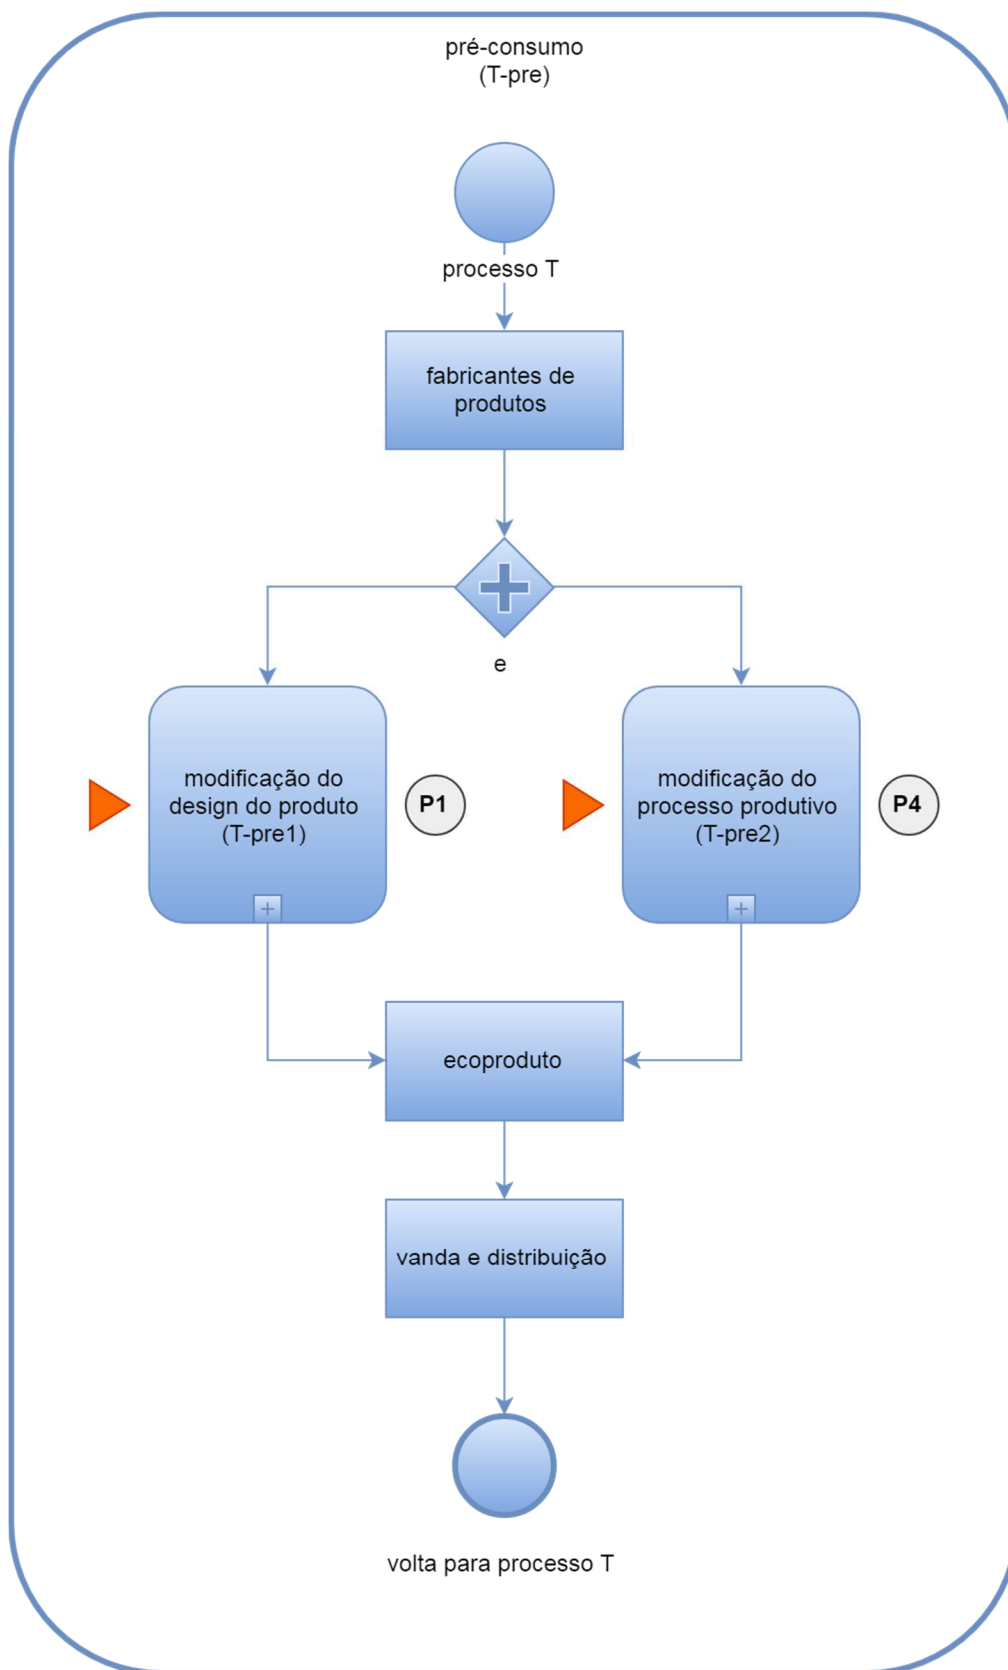 pré-consumo
(T-pre)
processo T
fabricantes de
produtos
e
modificação do
design do produto
(T-pre1)
P1
modificação do
processo produtivo
(T-pre2)
P4
ecoproduto
vanda e distribuição
volta para processo T